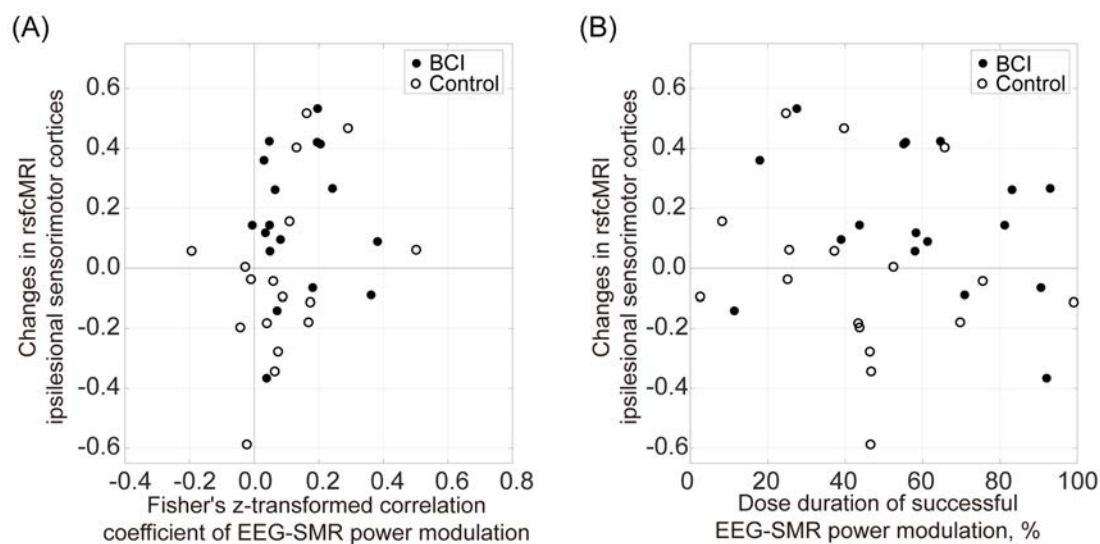 (A)
BCI
Control
Changes in rsfcMRI
ipsilesional sensorimotor cortices
0.6
0.4
0.2
0.0
-0.2
-0.4
-0.6
-0.4 -0.2 0.0 0.2 0.4 0.6 0.8
Fisher's z-transformed correlation
coefficient of EEG-SMR power modulation
(B)
BCI
Control
Changes in rsfcMRI
ipsilesional sensorimotor cortices
0.6
0.4
0.2
0.0
-0.2
-0.4
-0.6
0 20 40 60 80 100
Dose duration of successful
EEG-SMR power modulation, %